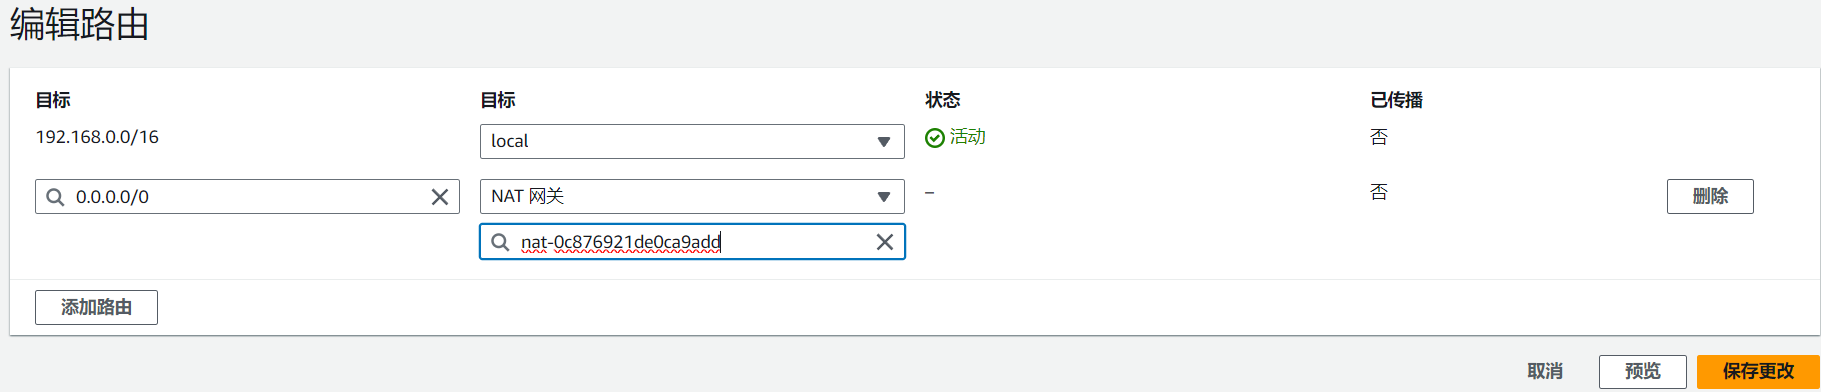 编辑路由
目标 目标 状态 已传播
192.168.0.0/16 local 活动 否
0.0.0.0/0 NAT 网关 – 否 删除
nat-0c876921de0ca9add
添加路由
取消 预览 保存更改